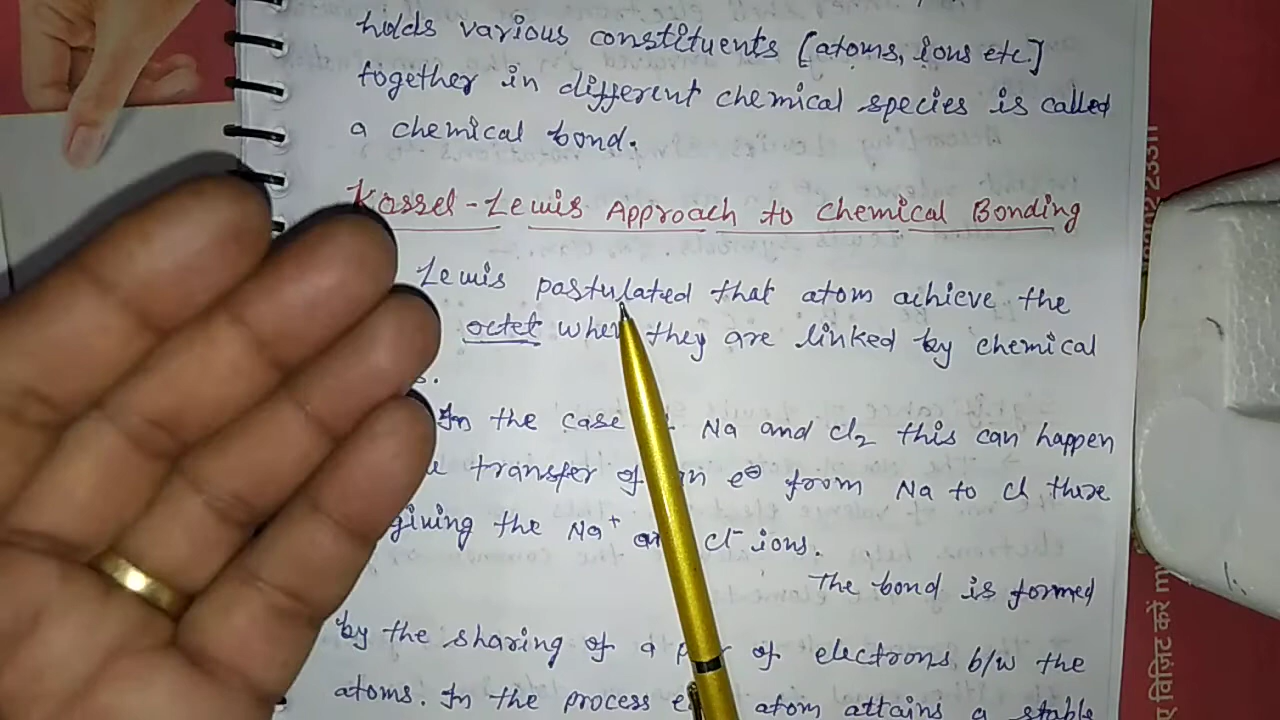 holds various constituents [atoms, ions etc.]
together in different chemical species is called
a chemical bond.
Kossel-Lewis Approach to Chemical Bonding
Lewis postulated that atom achieve the
octet when they are linked by chemical
In the case Na and Cl2 this can happen
transfer of an e⊖ from Na to Cl there
giving the Na+ Cl- ions.
The bond is formed
by the sharing of a of electrons b/w the
atoms. In the process atom attains a stable
ए विज़िट करें